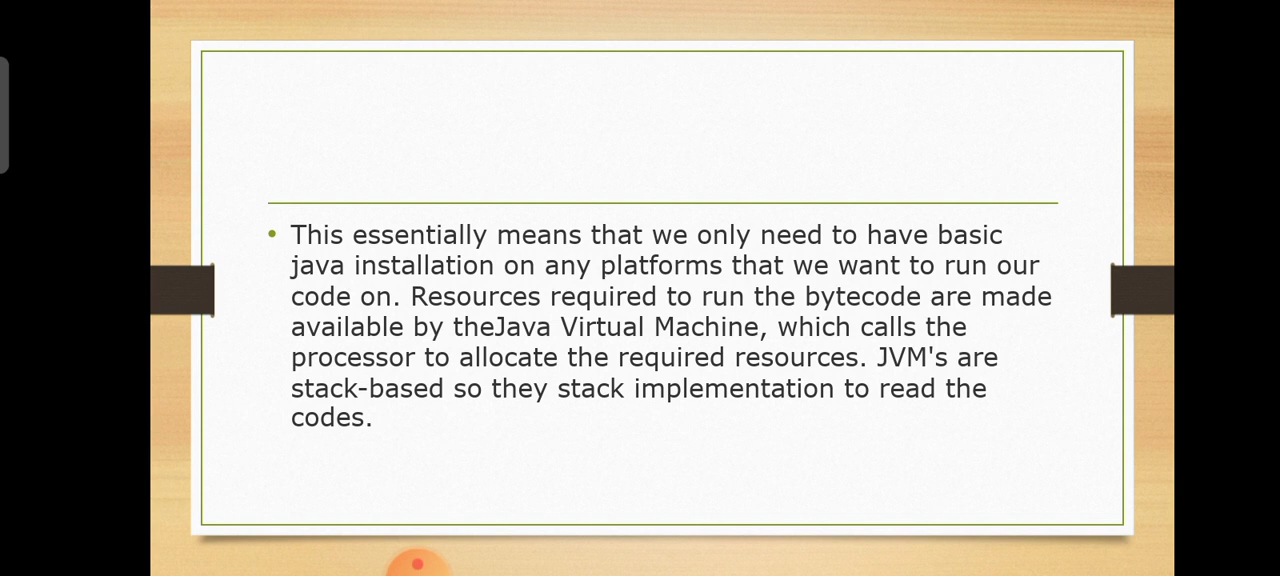 • This essentially means that we only need to have basic
java installation on any platforms that we want to run our
code on. Resources required to run the bytecode are made
available by theJava Virtual Machine, which calls the
processor to allocate the required resources. JVM's are
stack-based so they stack implementation to read the
codes.